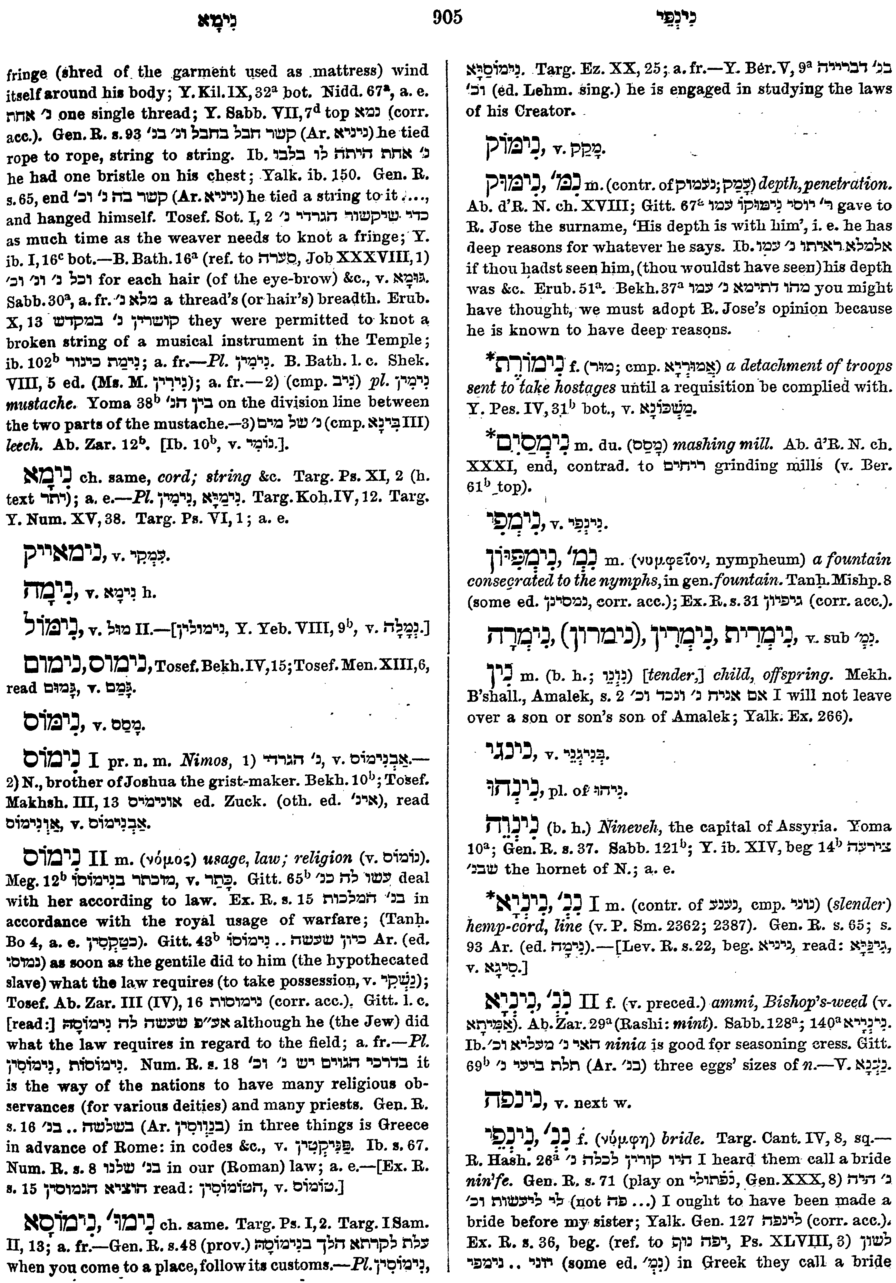 נִימָא
905
נִינְפֵי
fringe (shred of the garment used as mattress) wind
itself around his body; Y. Kil. IX, 32ª bot. Nidd. 67ª, a. e.
נ' אחת one single thread; Y. Sabb. VII, 7ᵈ top נמא (corr.
acc.). Gen. R. s. 93 קשר חבל בחבל ונ' בנ' (Ar. נינייא) he tied
rope to rope, string to string. Ib. נ' אחת היתה לו בלבו
he had one bristle on his chest; Yalk. ib. 150. Gen. R.
s. 65, end קשר בה נ' וכ' (Ar. נינייא) he tied a string to it ...,
and hanged himself. Tosef. Sot. I, 2 כדי שיקשור הגרדי נ'
as much time as the weaver needs to knot a fringe; Y.
ib. I, 16ᶜ bot.—B. Bath. 16ª (ref. to סערה, Job XXXVIII, 1)
וכל נ' ונ' וכ' for each hair (of the eye-brow) &c., v. גּוּמָּא.
Sabb. 30ª, a. fr. מלא נ' a thread's (or hair's) breadth. Erub.
X, 13 קושרין נ' במקדש they were permitted to knot a
broken string of a musical instrument in the Temple;
ib. 102ᵇ נִימַת כינור; a. fr.—Pl. נִימִין. B. Bath. l. c. Shek.
VIII, 5 ed. (Ms. M. נִירִין); a. fr.—2) (cmp. נִיב) pl. נִימִין
mustache. Yoma 38ᵇ בין הנ' on the division line between
the two parts of the mustache.—3) נ' של מים (cmp. בִּינָא III)
leech. Ab. Zar. 12ᵇ. [Ib. 10ᵇ, v. נוּמֵי.]
נִימָא ch. same, cord; string &c. Targ. Ps. XI, 2 (h.
text יתר); a. e.—Pl. נִימִין, נִימַיָּא. Targ. Koh. IV, 12. Targ.
Y. Num. XV, 38. Targ. Ps. VI, 1; a. e.
נימאייק, v. עֲמְקֵי.
נִימָה, v. נִימָא h.
נִימוֹל, v. מול II.—[נימולין, Y. Yeb. VIII, 9ᵇ, v. נְמָלָה.]
נימוס, נימום, Tosef. Bekh. IV, 15; Tosef. Men. XIII, 6,
read גָּמוּם, v. גָּמַם.
נִימּוֹס, v. מָסַס.
נִימוֹס I pr. n. m. Nimos, 1) נ' הגרדי, v. אַבְנִימוֹס.—
2) N., brother of Joshua the grist-maker. Bekh. 10ᵇ; Tosef.
Makhsh. III, 13 אונימיס ed. Zuck. (oth. ed. אינ'), read
אֲוְנִימוֹס, v. אַבְנִימוֹס.
נִימוֹס II m. (νόμος) usage, law; religion (v. נוֹמוֹס).
Meg. 12ᵇ מוכתר בנימוסו, v. כָּתַר. Gitt. 65ᵇ עשו לה כנ' deal
with her according to law. Ex. R. s. 15 בנ' המלכות in
accordance with the royal usage of warfare; (Tanḥ.
Bo 4, a. e. כטַקְסִין). Gitt. 43ᵇ כיון שעשה .. נימוסו Ar. (ed.
נמוסו) as soon as the gentile did to him (the hypothecated
slave) what the law requires (to take possession, v. נַשְׁקֵי);
Tosef. Ab. Zar. III (IV), 16 נימוסות (corr. acc.). Gitt. l. c.
[read:] אע״פ שעשה לה נימוסָהּ although he (the Jew) did
what the law requires in regard to the field; a. fr.—Pl.
נִימוֹסִין, נִימוֹסוֹת. Num. R. s. 18 בדרכי הגוים יש נ' וכ' it
is the way of the nations to have many religious ob-
servances (for various deities) and many priests. Gen. R.
s. 16 בשלשה .. בנ' (Ar. בנְוִסִין) in three things is Greece
in advance of Rome: in codes &c., v. פִּנְקְטִין. Ib. s. 67.
Num. R. s. 8 בנ' שלנו in our (Roman) law; a. e.—[Ex. R.
s. 15 הוציא הנמוסין read: הטוֹמוֹסִין, v. טוֹמוֹס.]
נִימוֹסָא, נִימוּ' ch. same. Targ. Ps. I, 2. Targ. I Sam.
II, 13; a. fr.—Gen. R. s. 48 (prov.) עלת לקרתא הלך בנימוסָהּ
when you come to a place, follow its customs.—Pl. נִימוֹסִין,
נִימוֹסַיָּא. Targ. Ez. XX, 25; a. fr.—Y. Ber. V, 9ª בנ' דברייה
וכ' (ed. Lehm. sing.) he is engaged in studying the laws
of his Creator.
נִימּוֹק, v. מָקַק.
נִימּוּק, נִמּ' m. (contr. of נעמוק; עָמַק) depth, penetration.
Ab. d'R. N. ch. XVIII; Gitt. 67ª ר' יוסי נימוקו עמו gave to
R. Jose the surname, 'His depth is with him', i. e. he has
deep reasons for whatever he says. Ib. אלמלא ראיתו נ' עמו
if thou hadst seen him, (thou wouldst have seen) his depth
was &c. Erub. 51ª. Bekh. 37ª מהו דתימא נ' עמו you might
have thought, we must adopt R. Jose's opinion because
he is known to have deep reasons.
*נִימוֹרֶת f. (מור; cmp. אֲמוּרְיָא) a detachment of troops
sent to take hostages until a requisition be complied with.
Y. Pes. IV, 31ᵇ bot., v. מַשְׁכּוֹנָא.
*נִימְסַיִם m. du. (מָסַס) mashing mill. Ab. d'R. N. ch.
XXXI, end, contrad. to ריחים grinding mills (v. Ber.
61ᵇ top).
נִימְפֵי, v. נִינְפֵי.
נִימְפִיוֹן, נִמְ' m. (νυμφεῖον, nympheum) a fountain
consecrated to the nymphs, in gen. fountain. Tanḥ. Mishp. 8
(some ed. נמסינן, corr. acc.); Ex. R. s. 31 גיפיון (corr. acc.).
נִימְרִית, נִימְרִין, (נימרון), נִימְרָה, v. sub נִמְ'.
נִין m. (b. h.; נון) [tender,] child, offspring. Mekh.
B'shall., Amalek, s. 2 אם אניח נ' ונכד וכ' I will not leave
over a son or son's son of Amalek; Yalk. Ex. 266).
נינגי, v. בְּנִיגְנֵי.
נִינְהוּ, pl. of נִיהוּ.
נִינְוֵה (b. h.) Nineveh, the capital of Assyria. Yoma
10ª; Gen. R. s. 37. Sabb. 121ᵇ; Y. ib. XIV, beg 14ᵇ צירעה
שבנ' the hornet of N.; a. e.
*נִינְיָא, נִנְ' I m. (contr. of נענע, cmp. נוני) (slender)
hemp-cord, line (v. P. Sm. 2362; 2387). Gen. R. s. 65; s.
93 Ar. (ed. נִימָה).—[Lev. R. s. 22, beg. נינייא, read: גִּיפַּיָּא,
v. סִיגָא.]
נִינְיָא, נַנְ' II f. (v. preced.) ammi, Bishop's-weed (v.
אֲמִּיתָא). Ab. Zar. 29ª (Rashi: mint). Sabb. 128ª; 140ª נִינְיָיא.
Ib. האי נ' מעליא וכ' ninia is good for seasoning cress. Gitt.
69ᵇ תלת ביעי נ' (Ar. בנ') three eggs' sizes of n.—V. נַנְעָא.
נינפה, v. next w.
נִינְפֵי, נִנְ' f. (νύμφη) bride. Targ. Cant. IV, 8, sq.—
R. Hash. 26ª היו קורין לכלה נ' I heard them call a bride
nin'fe. Gen. R. s. 71 (play on נפתולי, Gen. XXX, 8) נ' היה
לי ליעשות וכ' (not פה ...) I ought to have been made a
bride before my sister; Yalk. Gen. 127 לינפה (corr. acc.).
Ex. R. s. 36, beg. (ref. to יפה נוף, Ps. XLVIII, 3) לשון
יוני .. נימפי (some ed. נִמְ') in Greek they call a bride